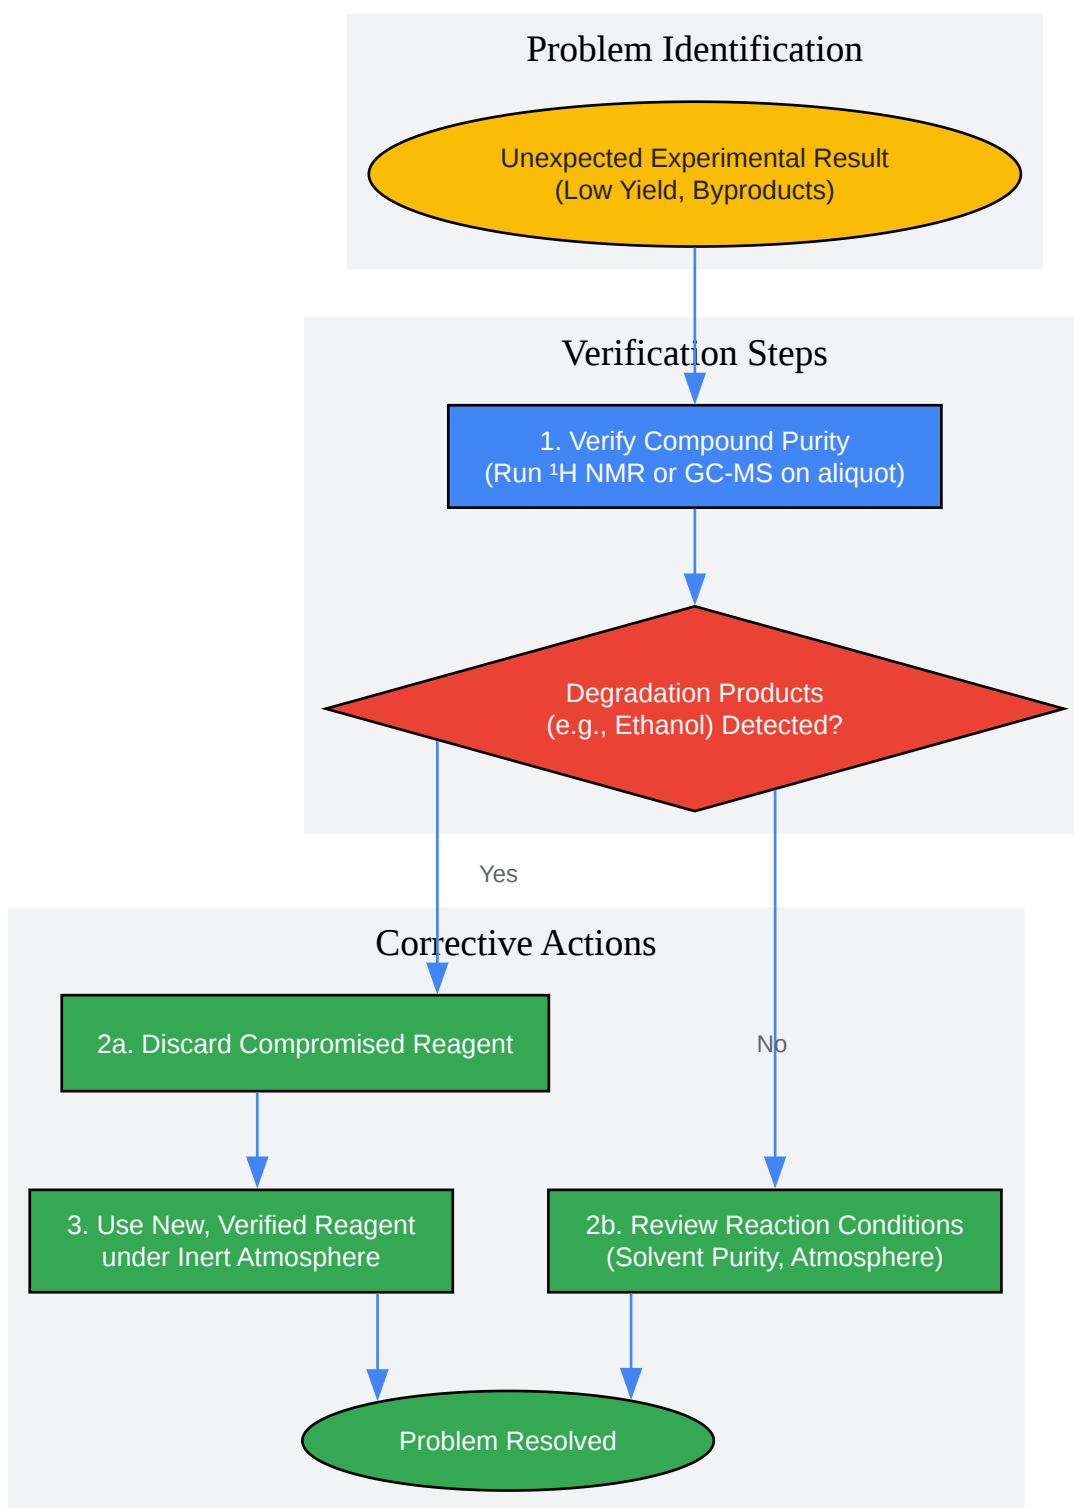 Problem Identification
Unexpected Experimental Result
(Low Yield, Byproducts)
Verification Steps
1. Verify Compound Purity
(Run ¹H NMR or GC-MS on aliquot)
Degradation Products
(e.g., Ethanol) Detected?
Yes
Corrective Actions
2a. Discard Compromised Reagent
No
3. Use New, Verified Reagent
under Inert Atmosphere
2b. Review Reaction Conditions
(Solvent Purity, Atmosphere)
Problem Resolved